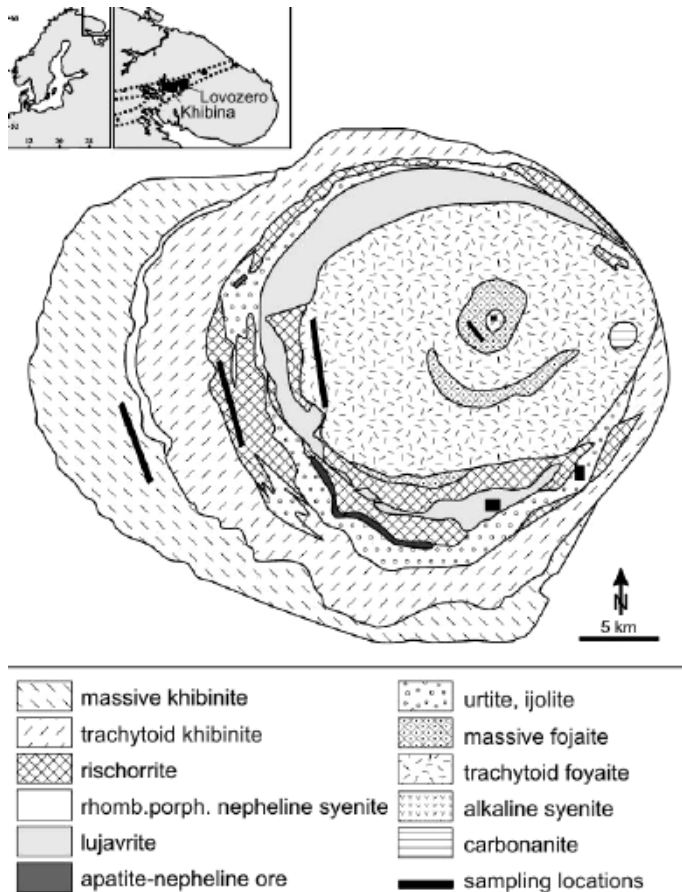 Lovozero
Khibina
N
5 km
massive khibinite
trachytoid khibinite
rischorrite
rhomb.porph. nepheline syenite
lujavrite
apatite-nepheline ore
urtite, ijolite
massive fojaite
trachytoid foyaite
alkaline syenite
carbonanite
sampling locations